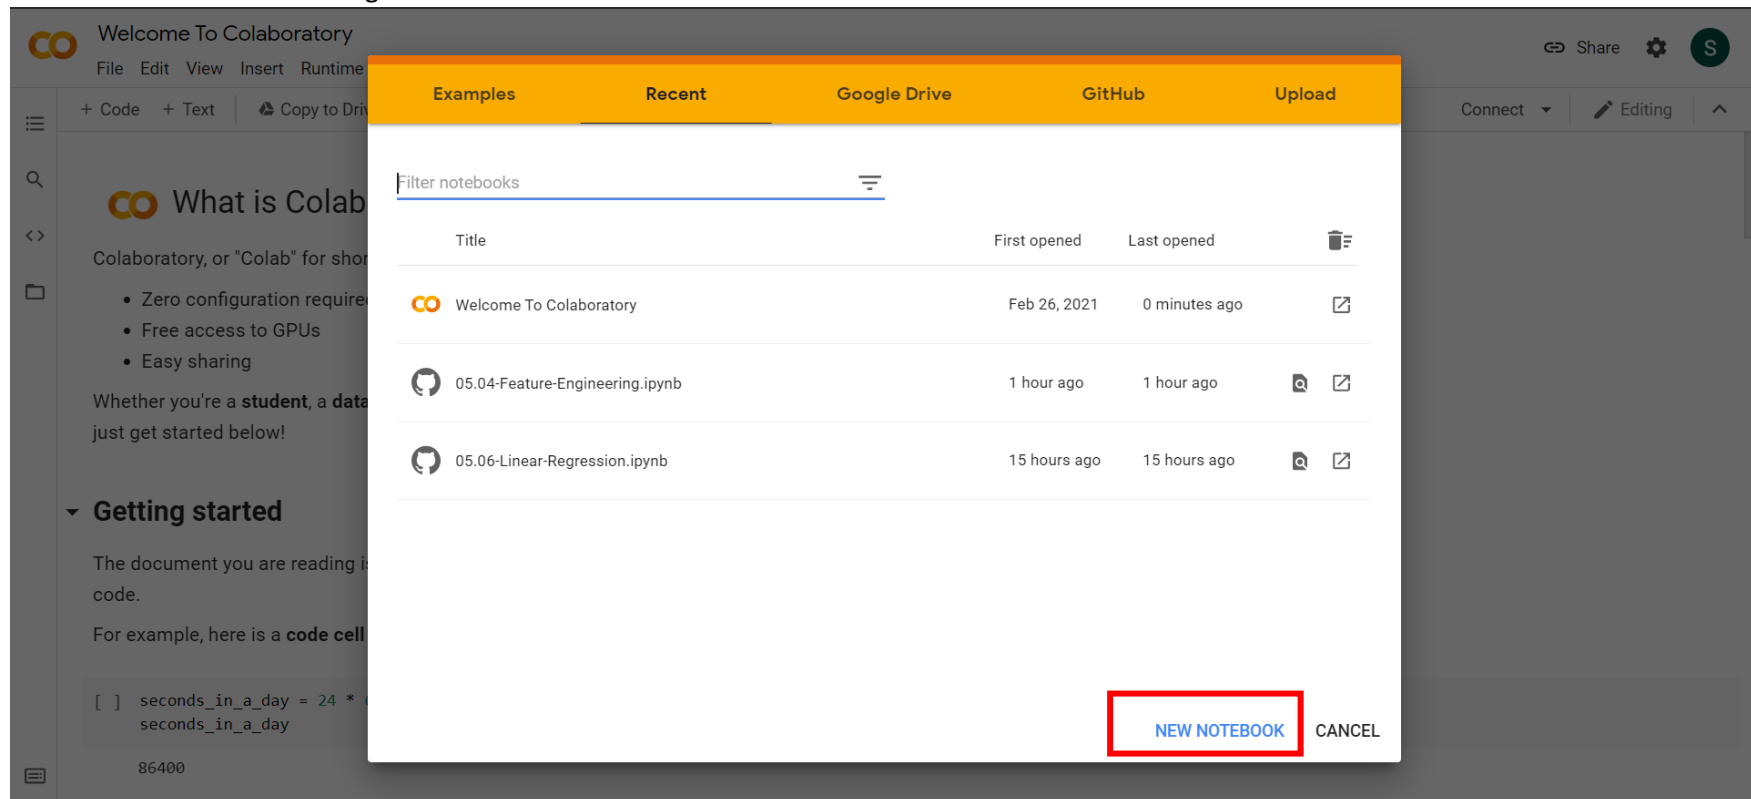 Welcome To Colaboratory
File Edit View Insert Runtime
Share
S
Examples Recent Google Drive GitHub Upload
+ Code + Text Copy to Driv
Connect Editing
Filter notebooks
What is Colab
Title First opened Last opened
Colaboratory, or "Colab" for shor
• Zero configuration require
• Free access to GPUs
• Easy sharing
Welcome To Colaboratory Feb 26, 2021 0 minutes ago
05.04-Feature-Engineering.ipynb 1 hour ago 1 hour ago
Whether you're a student, a data
just get started below!
05.06-Linear-Regression.ipynb 15 hours ago 15 hours ago
Getting started
The document you are reading i
code.
For example, here is a code cell
[ ] seconds_in_a_day = 24 *
seconds_in_a_day
86400
NEW NOTEBOOK CANCEL